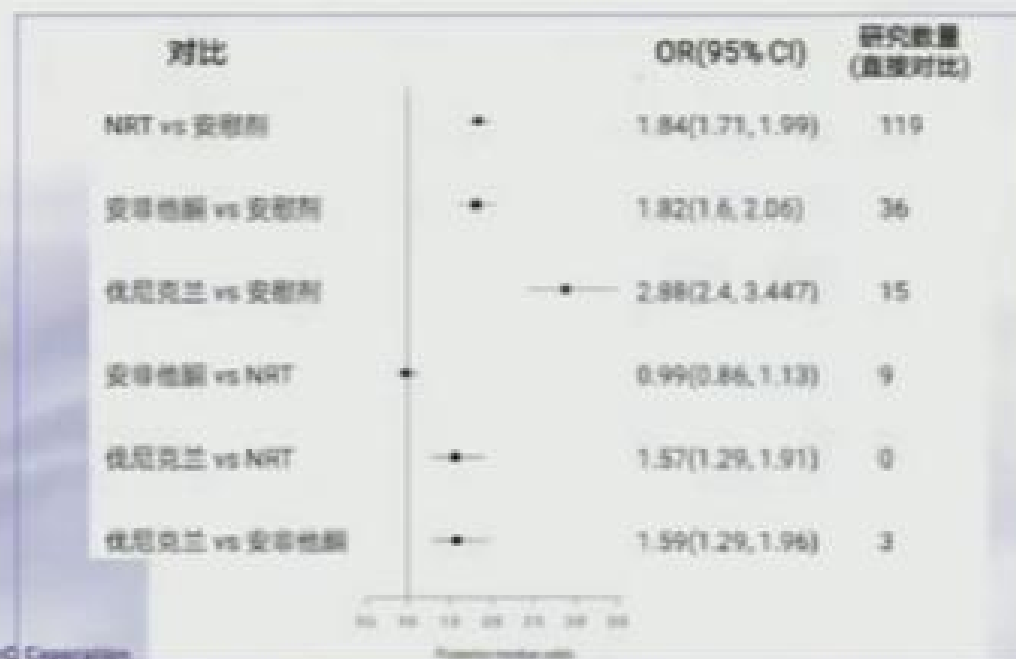 对比 OR(95% CI) 研究数量
(直接对比)
NRT vs 安慰剂 1.84(1.71, 1.99) 119
安非他酮 vs 安慰剂 1.82(1.6, 2.06) 36
伐尼克兰 vs 安慰剂 2.88(2.4, 3.447) 15
安非他酮 vs NRT 0.99(0.86, 1.13) 9
伐尼克兰 vs NRT 1.57(1.29, 1.91) 0
伐尼克兰 vs 安非他酮 1.59(1.29, 1.96) 3